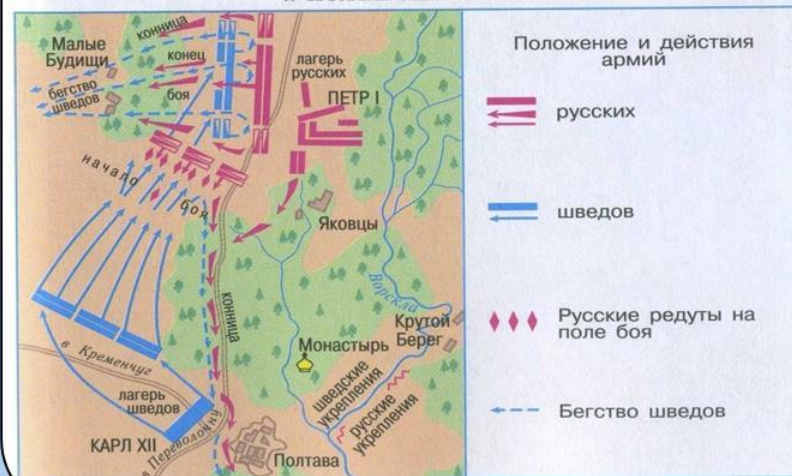 Малые
Будищи
конница
конец
боя
бегство
шведов
лагерь
русских
ПЕТР I
начало
боя
Яковцы
Ворскла
Крутой
Берег
конница
Монастырь
шведские
укрепления
русские
укрепления
в Кременчуг
лагерь
шведов
КАРЛ XII
в Переволочну
Полтава
Положение и действия
армий
русских
шведов
Русские редуты на
поле боя
Бегство шведов